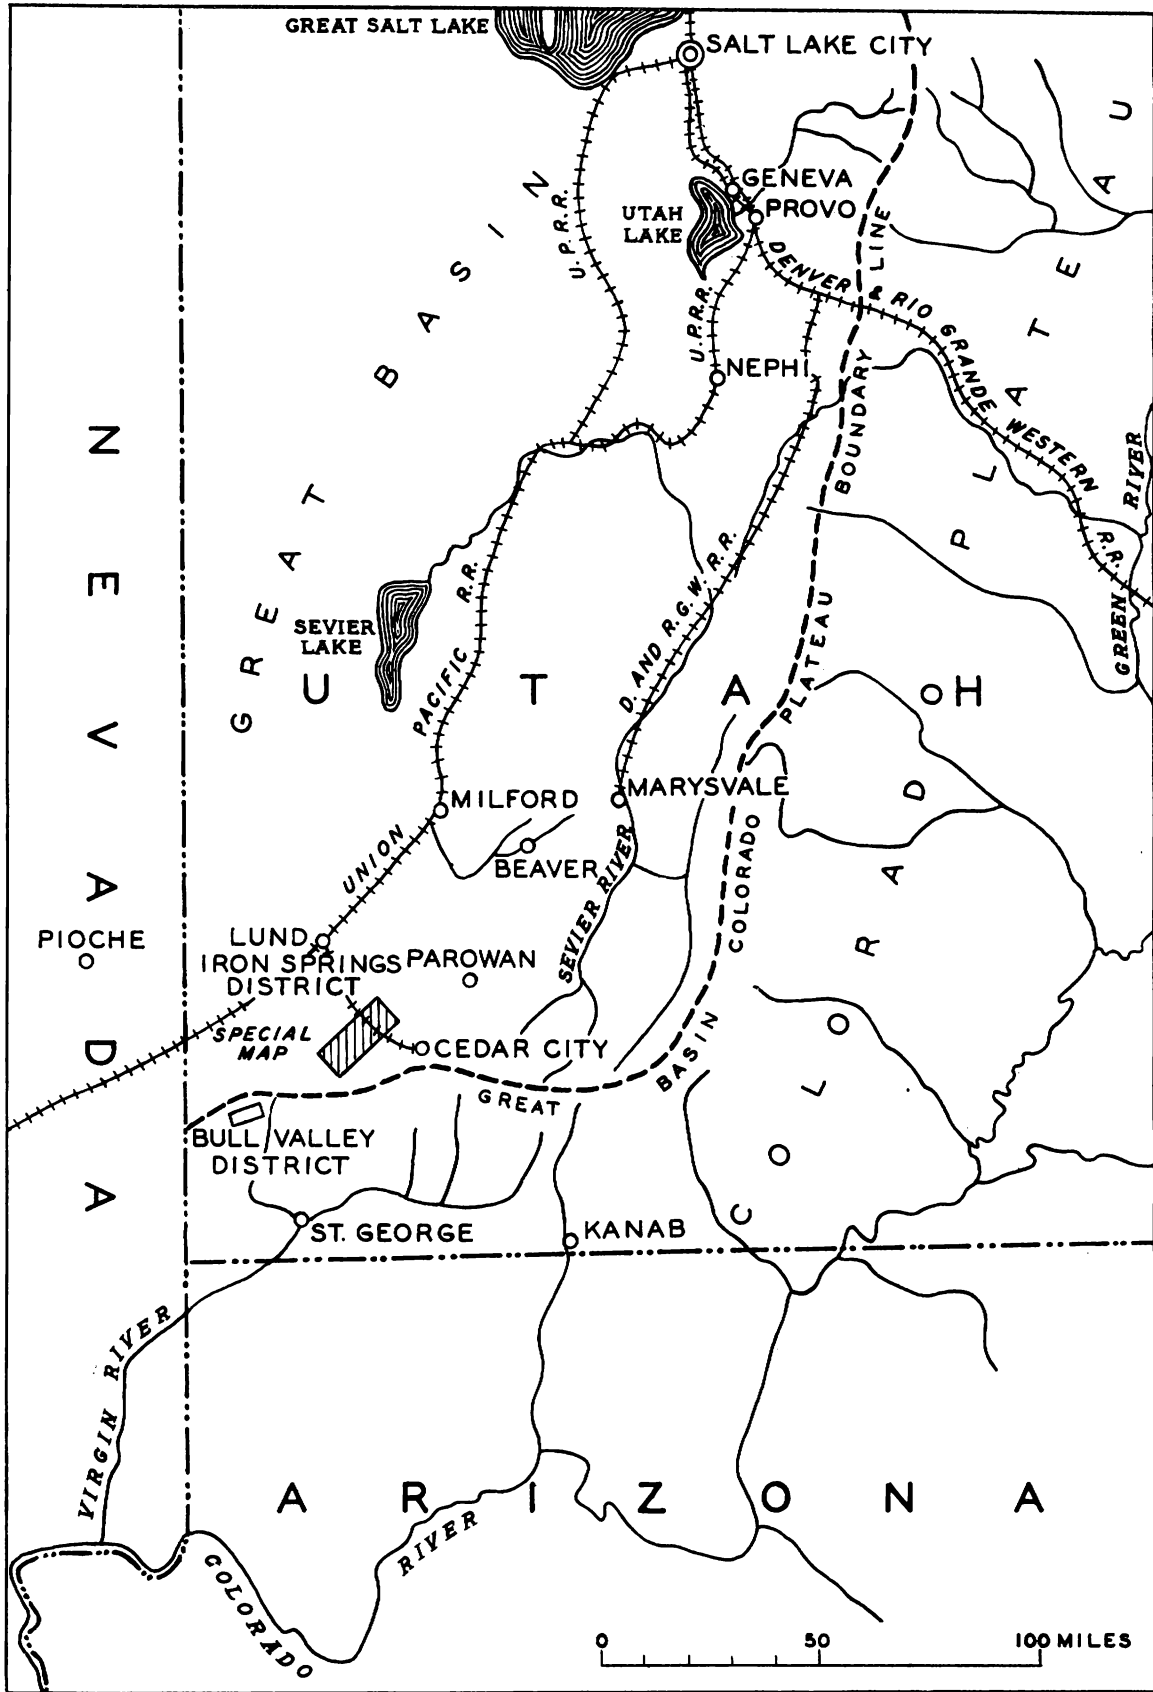 GREAT SALT LAKE
SALT LAKE CITY
GENEVA
PROVO
UTAH
LAKE
U.P.R.R.
U.P.R.R.
DENVER & RIO GRANDE WESTERN R.R.
NEPHI
GREAT BASIN
NEVADA
UTAH
COLORADO PLATEAU
GREEN RIVER
SEVIER
LAKE
UNION PACIFIC R.R.
D. AND R.G.W. R.R.
GREAT BASIN COLORADO PLATEAU BOUNDARY LINE
MILFORD
MARYSVALE
BEAVER
SEVIER RIVER
PIOCHE
LUND
IRON SPRINGS
DISTRICT
PAROWAN
SPECIAL
MAP
CEDAR CITY
BULL VALLEY
DISTRICT
ST. GEORGE
KANAB
VIRGIN RIVER
ARIZONA
COLORADO RIVER
0 50 100 MILES